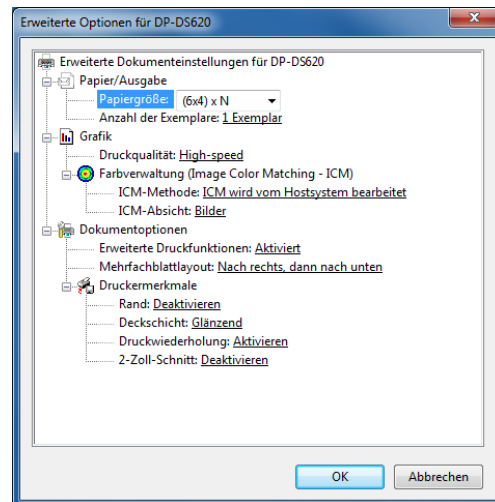 Erweiterte Optionen für DP-DS620
Erweiterte Dokumenteinstellungen für DP-DS620
Papier/Ausgabe
Papiergröße: (6x4) x N
Anzahl der Exemplare: 1 Exemplar
Grafik
Druckqualität: High-speed
Farbverwaltung (Image Color Matching - ICM)
ICM-Methode: ICM wird vom Hostsystem bearbeitet
ICM-Absicht: Bilder
Dokumentoptionen
Erweiterte Druckfunktionen: Aktiviert
Mehrfachblattlayout: Nach rechts, dann nach unten
Druckermerkmale
Rand: Deaktivieren
Deckschicht: Glänzend
Druckwiederholung: Aktivieren
2-Zoll-Schnitt: Deaktivieren
OK Abbrechen